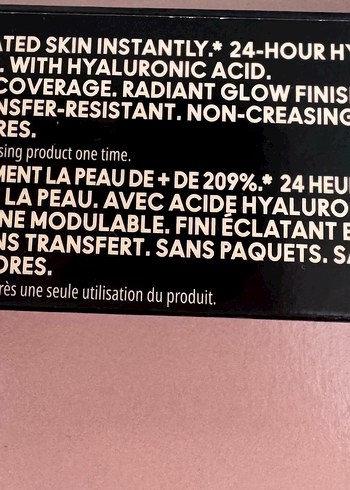 ATED SKIN INSTANTLY.* 24-HOUR HY
. WITH HYALURONIC ACID.
COVERAGE. RADIANT GLOW FINIS
NSFER-RESISTANT. NON-CREASING
RES.
sing product one time.
MENT LA PEAU DE + DE 209%.* 24 HEU
LA PEAU. AVEC ACIDE HYALURO
NE MODULABLE. FINI ÉCLATANT E
NS TRANSFERT. SANS PAQUETS. SA
ORES.
rès une seule utilisation du produit.